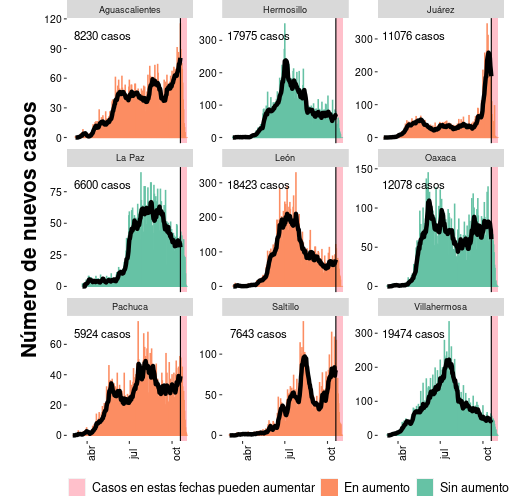 Número de nuevos casos
Aguascalientes
8230 casos
120
90
60
30
0
Hermosillo
17975 casos
300
200
100
0
Juárez
11076 casos
300
200
100
0
La Paz
6600 casos
75
50
25
0
León
18423 casos
300
200
100
0
Oaxaca
12078 casos
150
100
50
0
Pachuca
5924 casos
60
40
20
0
Saltillo
7643 casos
100
50
0
Villahermosa
19474 casos
300
200
100
0
abr jul oct
abr jul oct
abr jul oct
Casos en estas fechas pueden aumentar En aumento Sin aumento